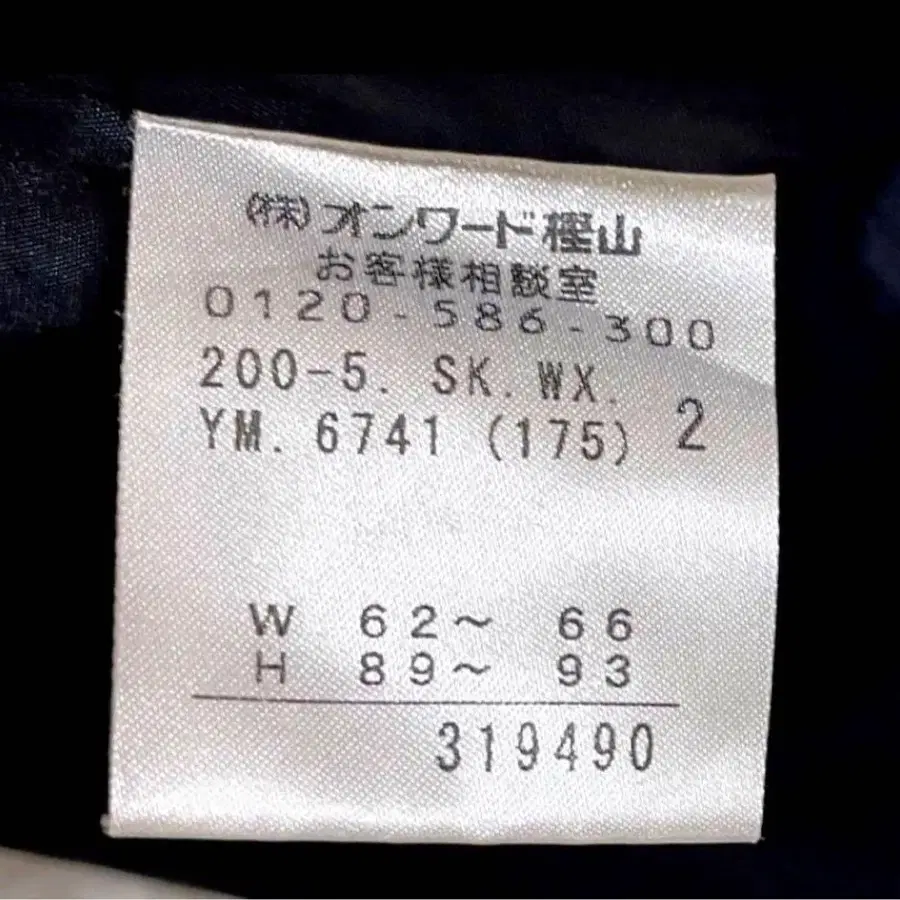 (株)オンワード樫山
お客様相談室
0120-586-300
200-5. SK. WX.
YM. 6741 (175) 2
W 62~ 66
H 89~ 93
319490